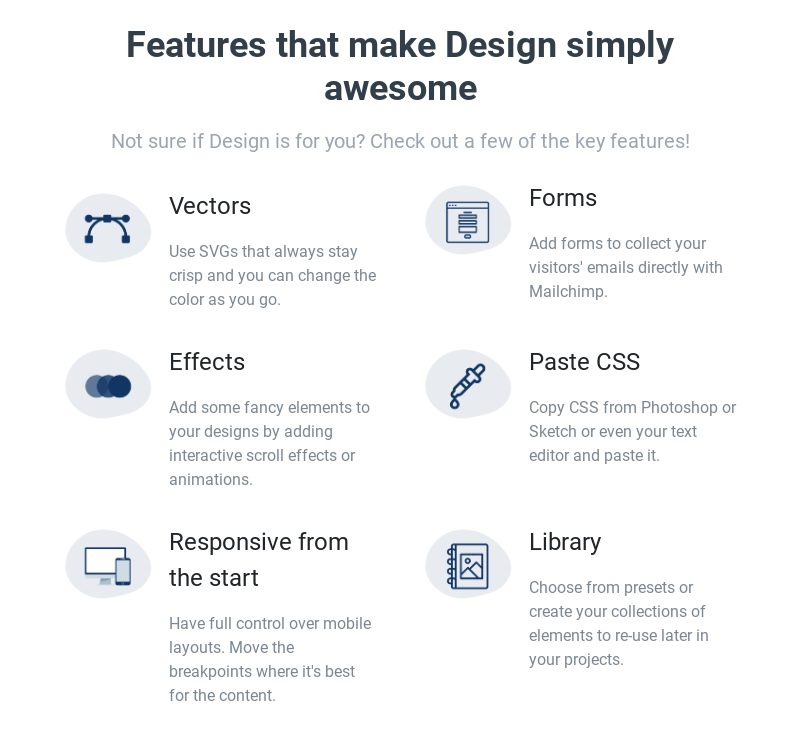 Features that make Design simply
awesome
Not sure if Design is for you? Check out a few of the key features!
Vectors
Use SVGs that always stay
crisp and you can change the
color as you go.
Forms
Add forms to collect your
visitors' emails directly with
Mailchimp.
Effects
Add some fancy elements to
your designs by adding
interactive scroll effects or
animations.
Paste CSS
Copy CSS from Photoshop or
Sketch or even your text
editor and paste it.
Responsive from
the start
Have full control over mobile
layouts. Move the
breakpoints where it's best
for the content.
Library
Choose from presets or
create your collections of
elements to re-use later in
your projects.